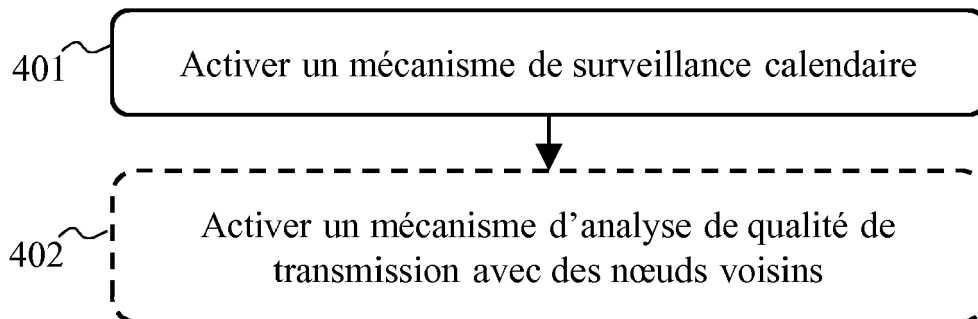 401
Activer un mécanisme de surveillance calendaire
402
Activer un mécanisme d'analyse de qualité de
transmission avec des nœuds voisins